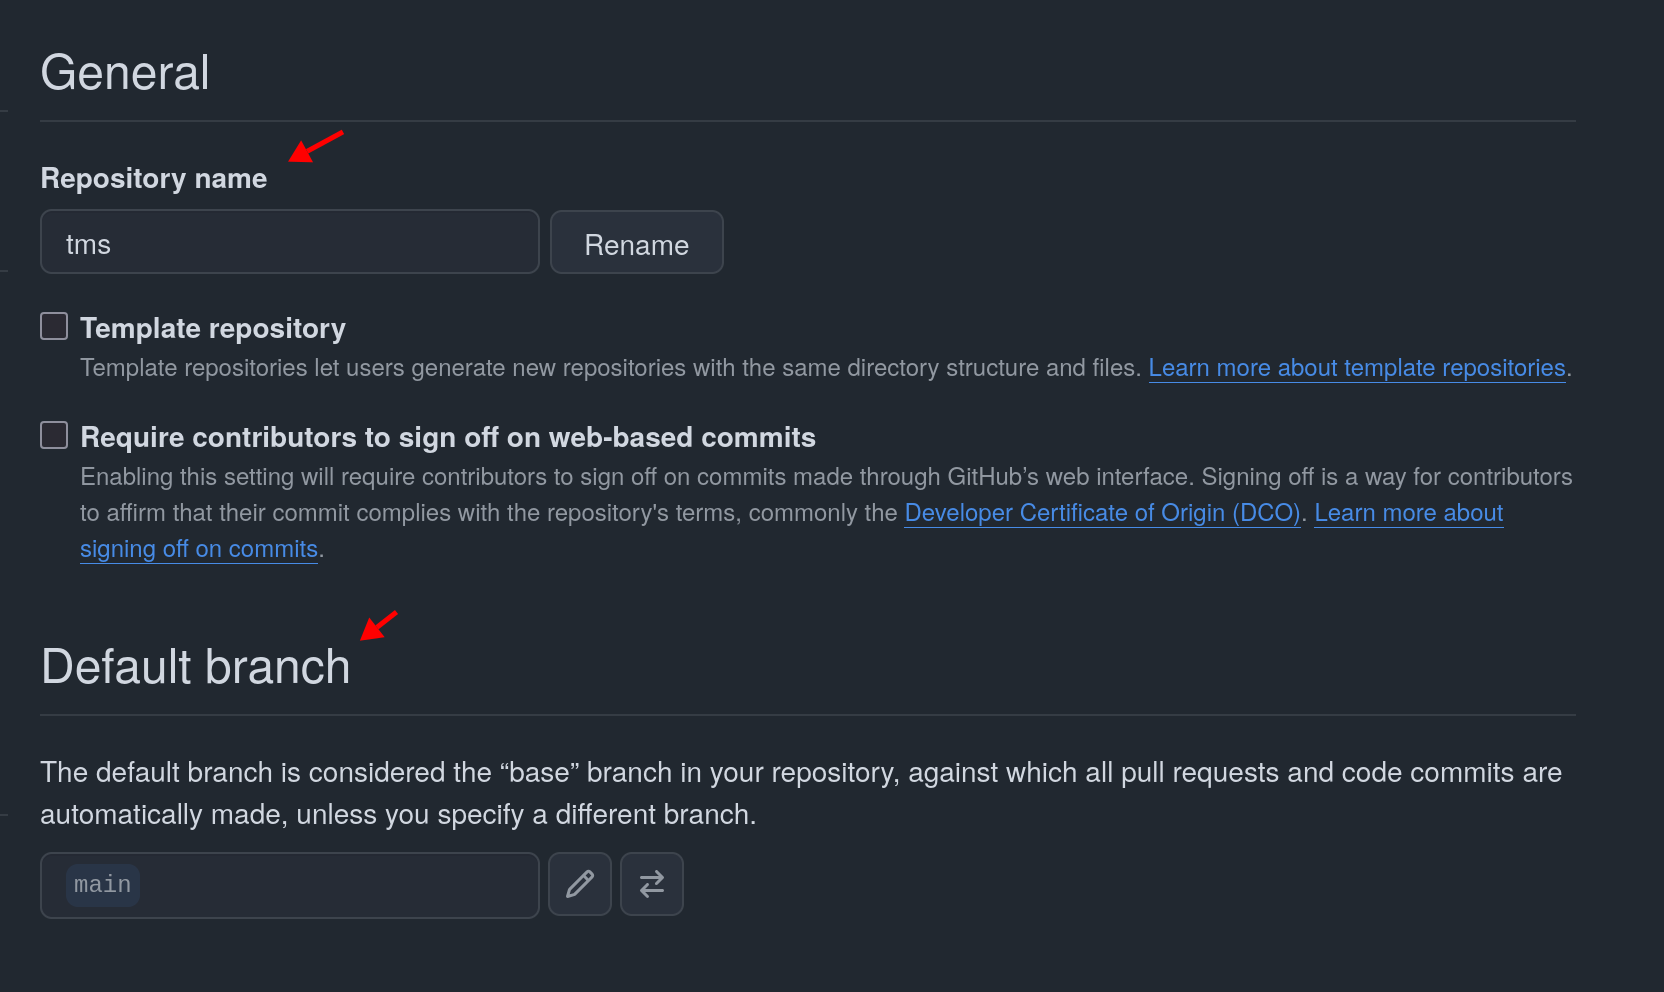 General
Repository name
tms
Rename
Template repository
Template repositories let users generate new repositories with the same directory structure and files. Learn more about template repositories.
Require contributors to sign off on web-based commits
Enabling this setting will require contributors to sign off on commits made through GitHub’s web interface. Signing off is a way for contributors
to affirm that their commit complies with the repository's terms, commonly the Developer Certificate of Origin (DCO). Learn more about
signing off on commits.
Default branch
The default branch is considered the “base” branch in your repository, against which all pull requests and code commits are
automatically made, unless you specify a different branch.
main